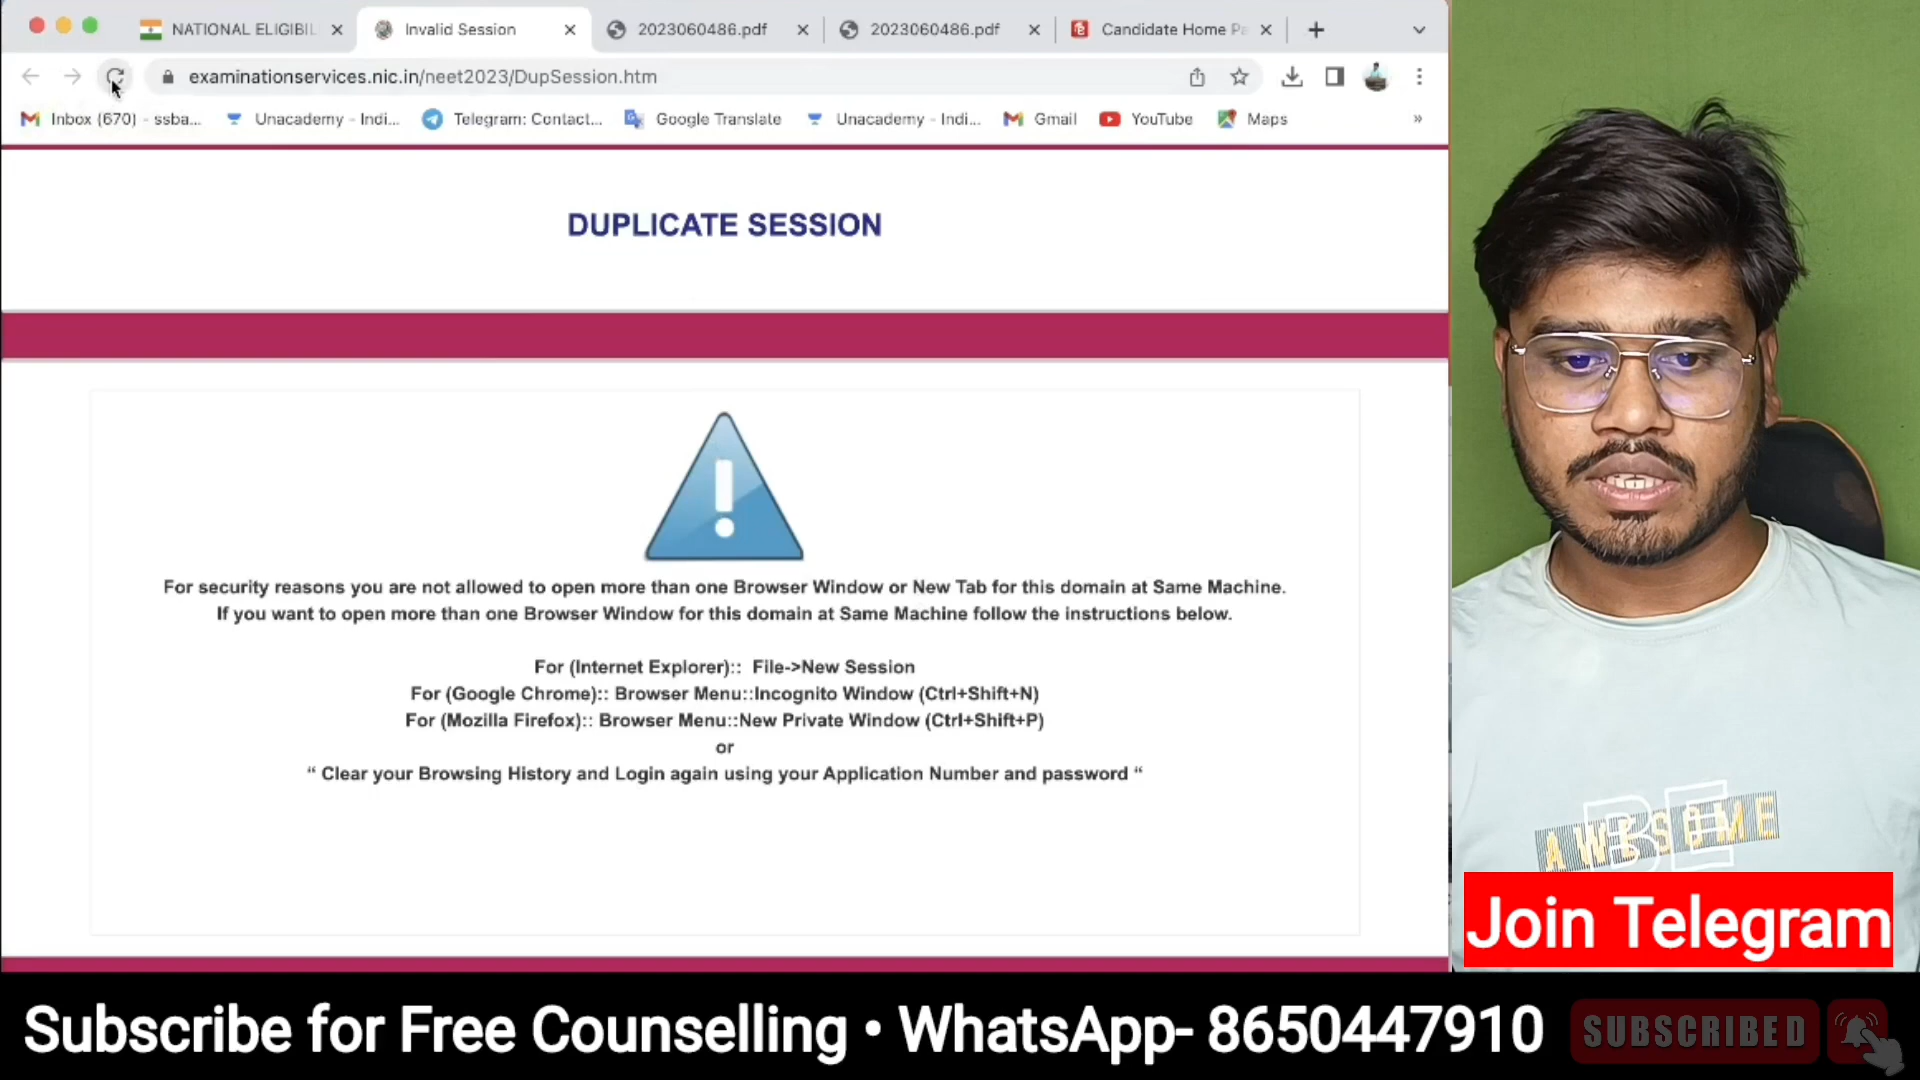 NATIONAL ELIGIBIL
Invalid Session
2023060486.pdf
2023060486.pdf
Candidate Home Pa
examinationservices.nic.in/neet2023/DupSession.htm
Inbox (670) - ssba...
Unacademy - Indi...
Telegram: Contact...
Google Translate
Unacademy - Indi...
Gmail
YouTube
Maps
»
DUPLICATE SESSION
For security reasons you are not allowed to open more than one Browser Window or New Tab for this domain at Same Machine.
If you want to open more than one Browser Window for this domain at Same Machine follow the instructions below.
For (Internet Explorer):: File->New Session
For (Google Chrome):: Browser Menu::Incognito Window (Ctrl+Shift+N)
For (Mozilla Firefox):: Browser Menu::New Private Window (Ctrl+Shift+P)
or
“ Clear your Browsing History and Login again using your Application Number and password “
BE
AWESOME
Join Telegram
Subscribe for Free Counselling • WhatsApp- 8650447910
SUBSCRIBED